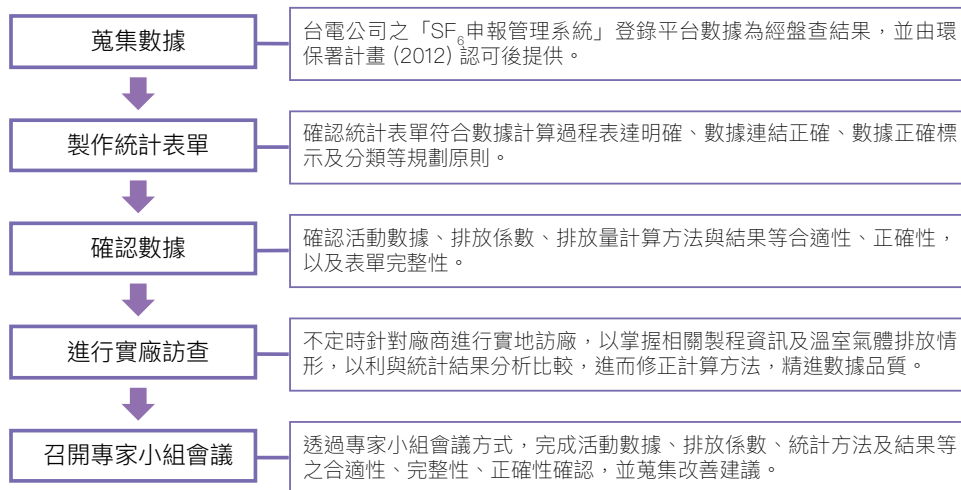 蒐集數據
台電公司之「SF₆申報管理系統」登錄平台數據為經盤查結果，並由環
保署計畫 (2012) 認可後提供。
製作統計表單
確認統計表單符合數據計算過程表達明確、數據連結正確、數據正確標
示及分類等規劃原則。
確認數據
確認活動數據、排放係數、排放量計算方法與結果等合適性、正確性，
以及表單完整性。
進行實廠訪查
不定時針對廠商進行實地訪廠，以掌握相關製程資訊及溫室氣體排放情
形，以利與統計結果分析比較，進而修正計算方法，精進數據品質。
召開專家小組會議
透過專家小組會議方式，完成活動數據、排放係數、統計方法及結果等
之合適性、完整性、正確性確認，並蒐集改善建議。